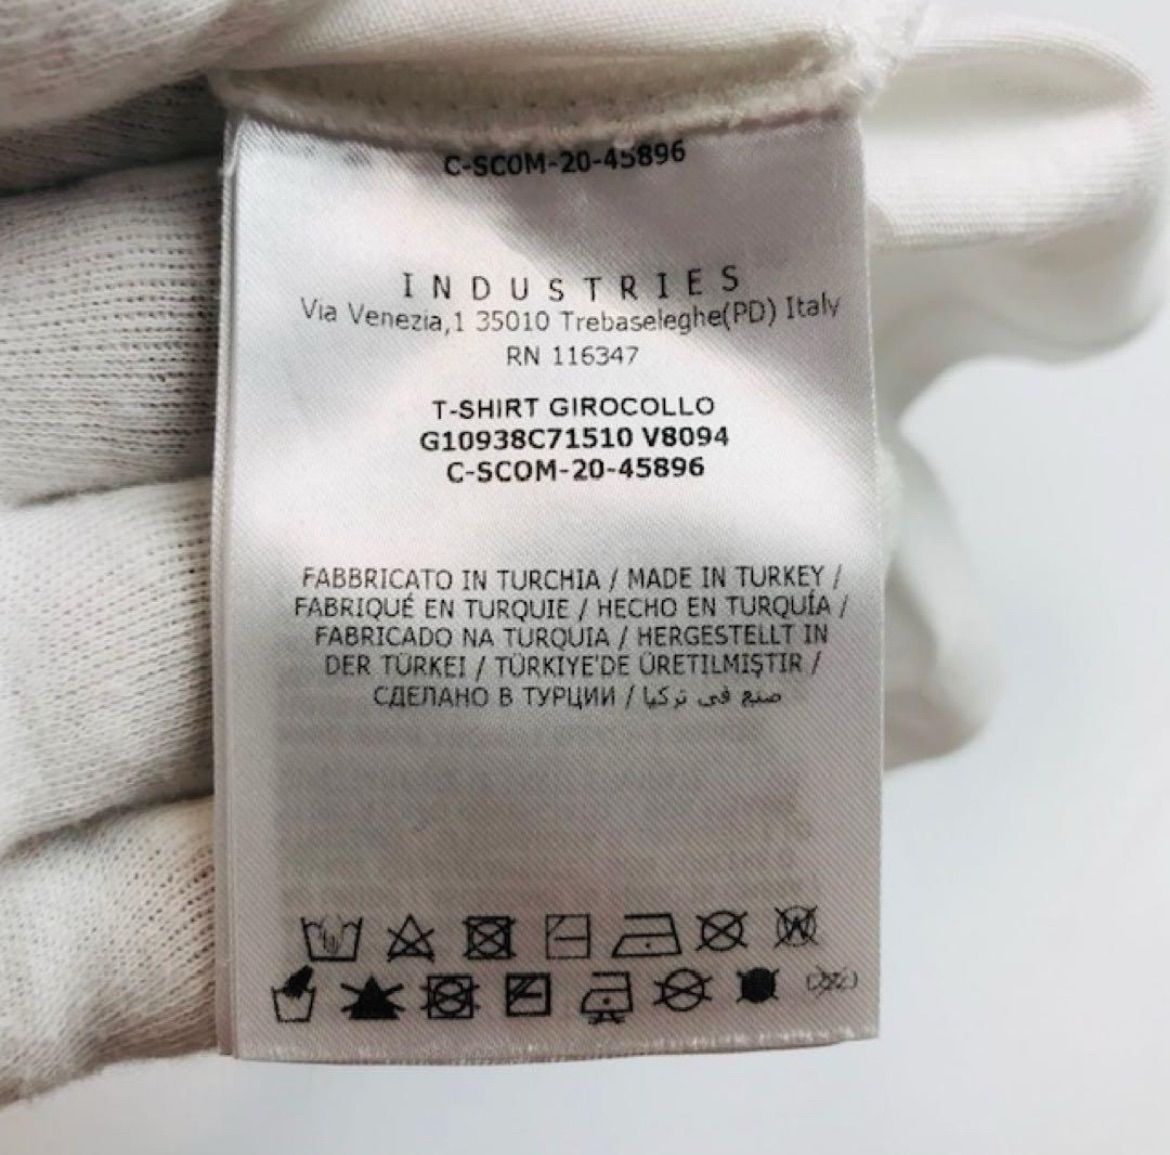 C-SCOM-20-45896
INDUSTRIES
Via Venezia,1 35010 Trebaseleghe(PD) Italy
RN 116347
T-SHIRT GIROCOLLO
G10938C71510 V8094
C-SCOM-20-45896
FABBRICATO IN TURCHIA / MADE IN TURKEY /
FABRIQUÉ EN TURQUIE / HECHO EN TURQUÍA /
FABRICADO NA TURQUIA / HERGESTELLT IN
DER TÜRKEI / TÜRKIYE'DE ÜRETILMIŞTIR /
СДЕЛАНО В ТУРЦИИ / صنع في تركيا
W